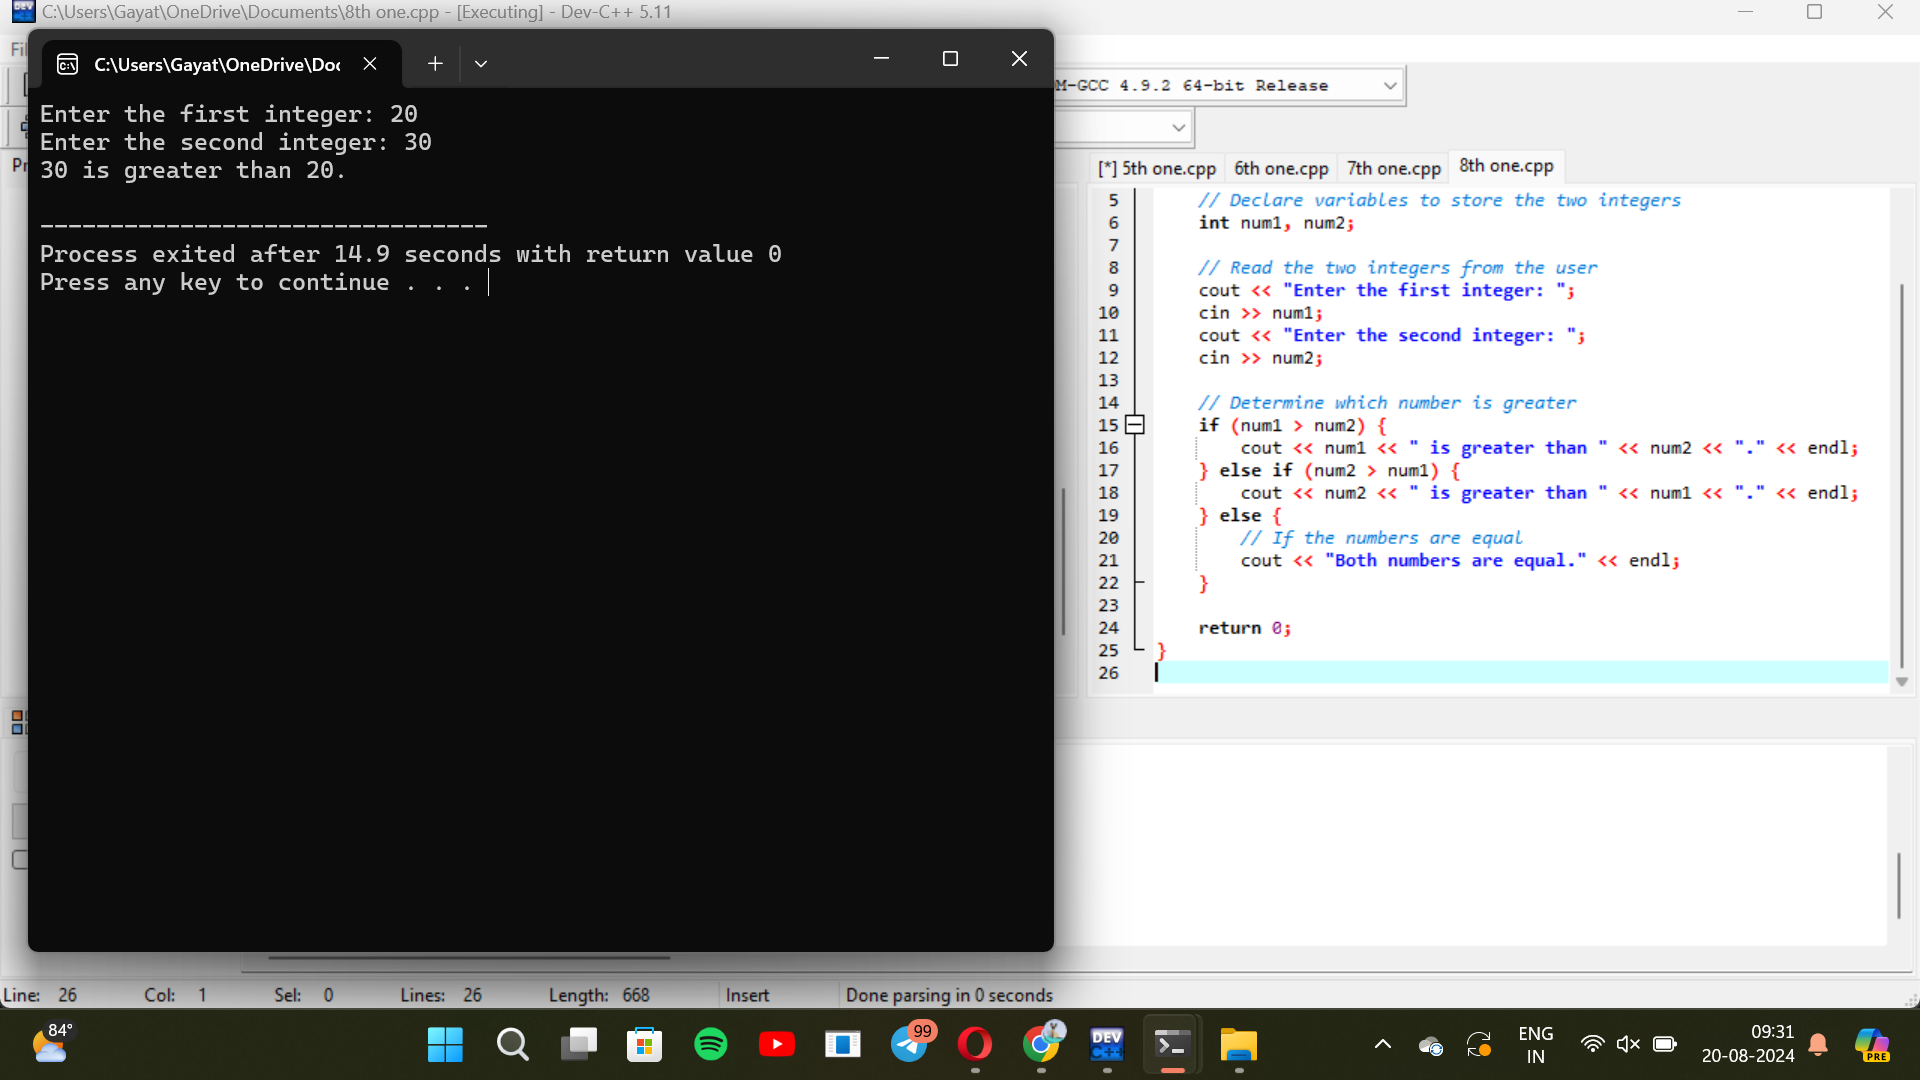 C:\Users\Gayat\OneDrive\Documents\8th one.cpp - [Executing] - Dev-C++ 5.11
C:\Users\Gayat\OneDrive\Doc
Enter the first integer: 20
Enter the second integer: 30
30 is greater than 20.
--------------------------------
Process exited after 14.9 seconds with return value 0
Press any key to continue . . .
M-GCC 4.9.2 64-bit Release
[*] 5th one.cpp 6th one.cpp 7th one.cpp 8th one.cpp
5 // Declare variables to store the two integers
6 int num1, num2;
7
8 // Read the two integers from the user
9 cout << "Enter the first integer: ";
10 cin >> num1;
11 cout << "Enter the second integer: ";
12 cin >> num2;
13
14 // Determine which number is greater
15 if (num1 > num2) {
16 cout << num1 << " is greater than " << num2 << "." << endl;
17 } else if (num2 > num1) {
18 cout << num2 << " is greater than " << num1 << "." << endl;
19 } else {
20 // If the numbers are equal
21 cout << "Both numbers are equal." << endl;
22 }
23
24 return 0;
25 }
26
Line: 26 Col: 1 Sel: 0 Lines: 26 Length: 668 Insert Done parsing in 0 seconds
84°
99
DEV
C++
ENG
IN
09:31
20-08-2024
PRE